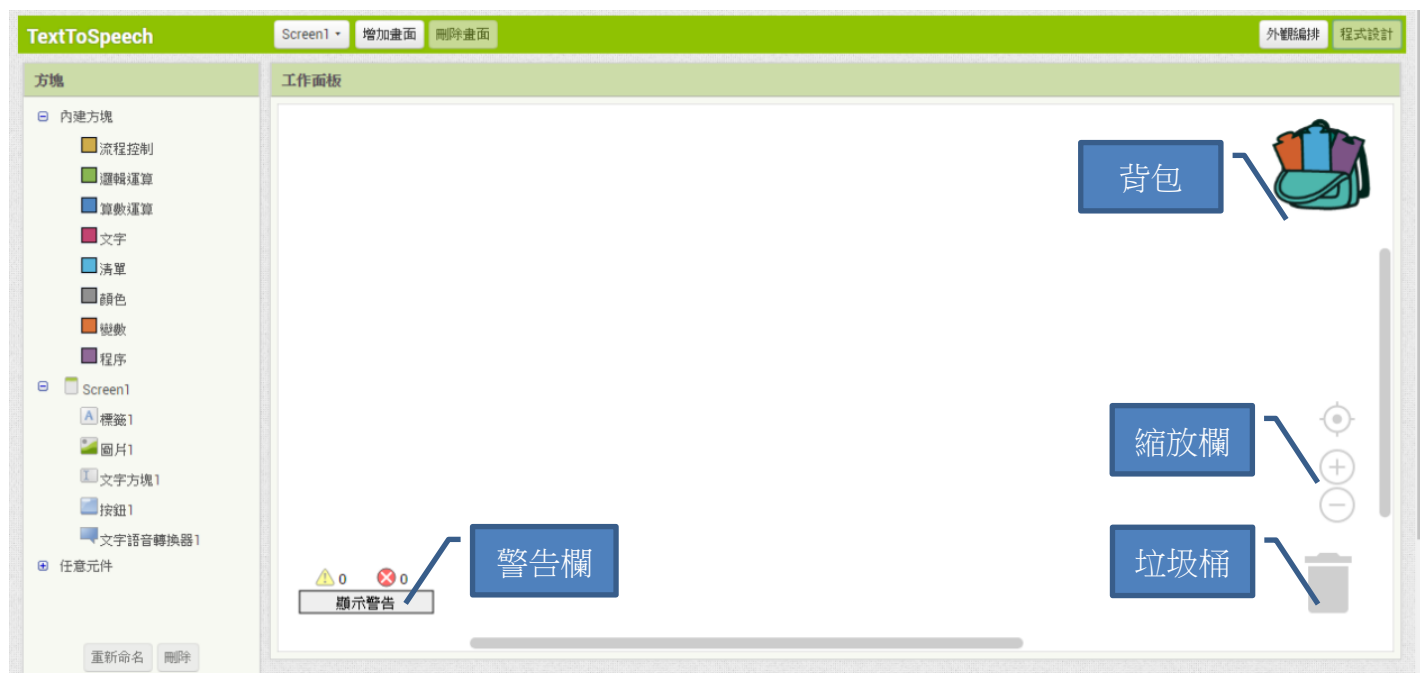 TextToSpeech Screen1 增加畫面 刪除畫面 外觀編排 程式設計
方塊 工作面板
內建方塊
流程控制
邏輯運算
算數運算
文字
清單
顏色
變數
程序
Screen1
A 標籤1
圖片1
文字方塊1
按鈕1
文字語音轉換器1
任意元件
重新命名 刪除
背包
縮放欄
垃圾桶
警告欄
0 0
顯示警告